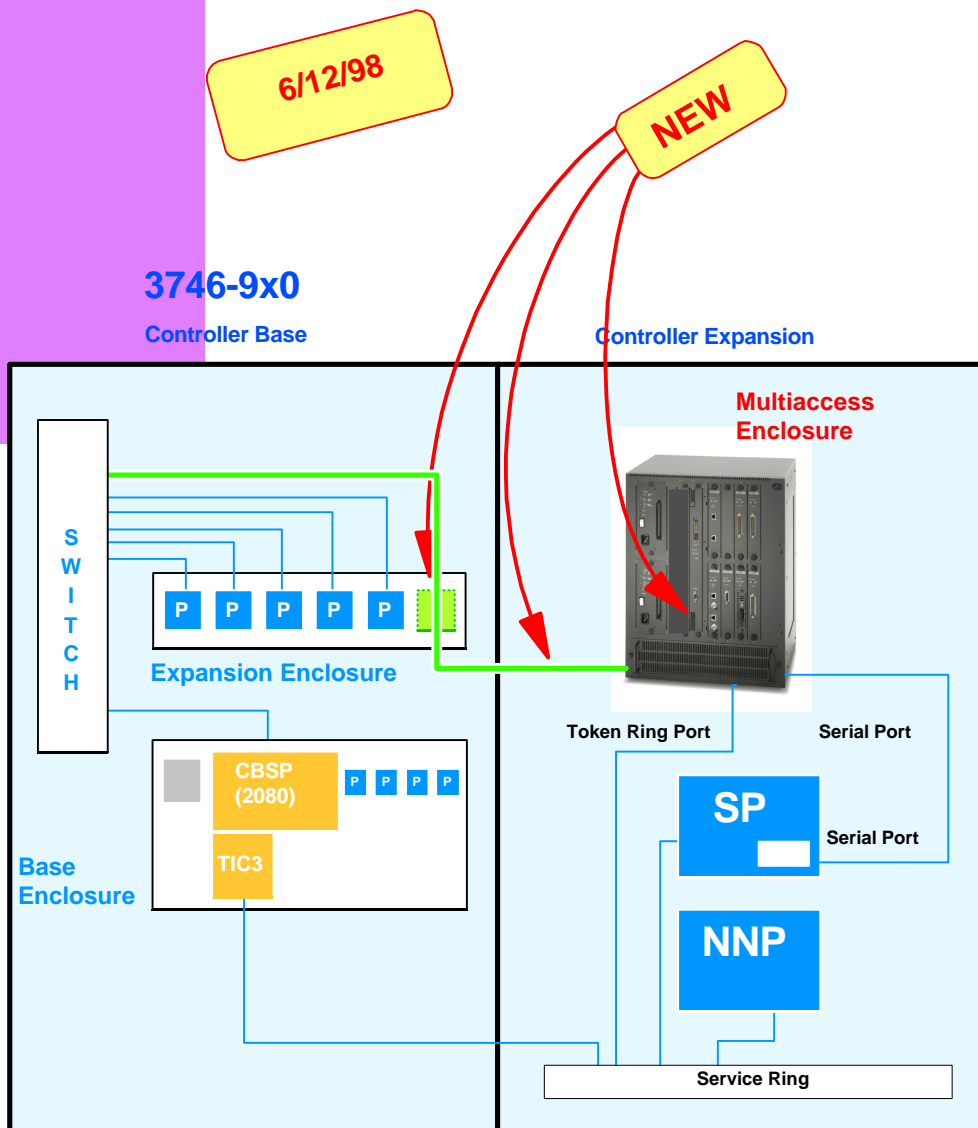 6/12/98
NEW
3746-9x0
Controller Base
Controller Expansion
Multiaccess
Enclosure
S
W
I
T
C
H
P P P P P
Expansion Enclosure
Token Ring Port
Serial Port
CBSP
(2080)
P P P P
SP
Serial Port
TIC3
Base
Enclosure
NNP
Service Ring